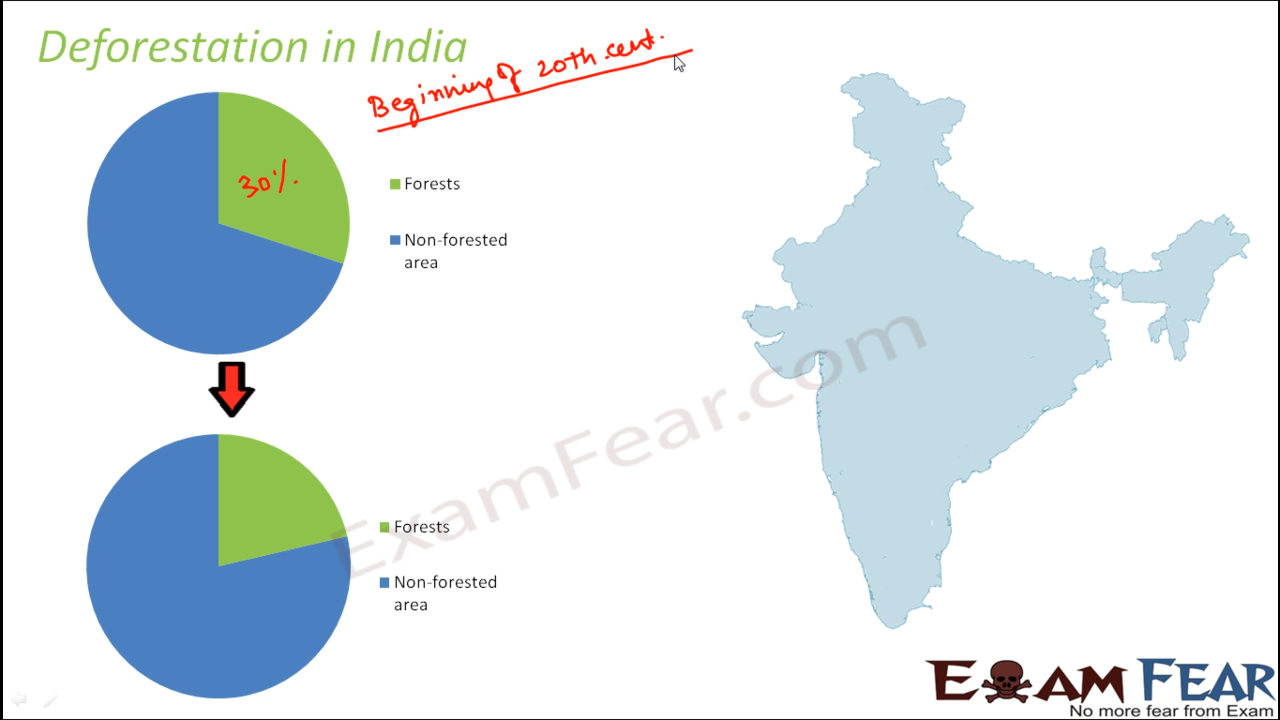 Deforestation in India
Beginning of 20th cent.
30%.
Forests
Non-forested
area
Forests
Non-forested
area
ExamFear.com
EXAM FEAR
No more fear from Exam